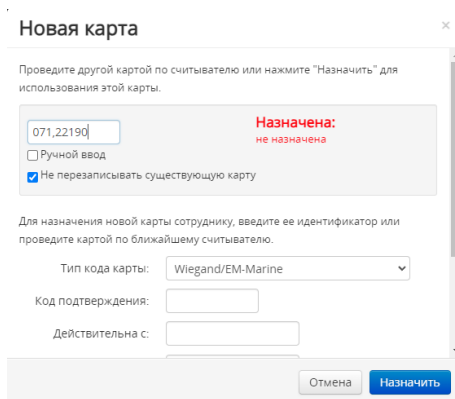 Новая карта
×
Проведите другой картой по считывателю или нажмите "Назначить" для
использования этой карты.
071,22190
Назначена:
не назначена
Ручной ввод
Не перезаписывать существующую карту
Для назначения новой карты сотруднику, введите ее идентификатор или
проведите картой по ближайшему считывателю.
Тип кода карты: Wiegand/EM-Marine
Код подтверждения:
Действительна с:
Отмена Назначить